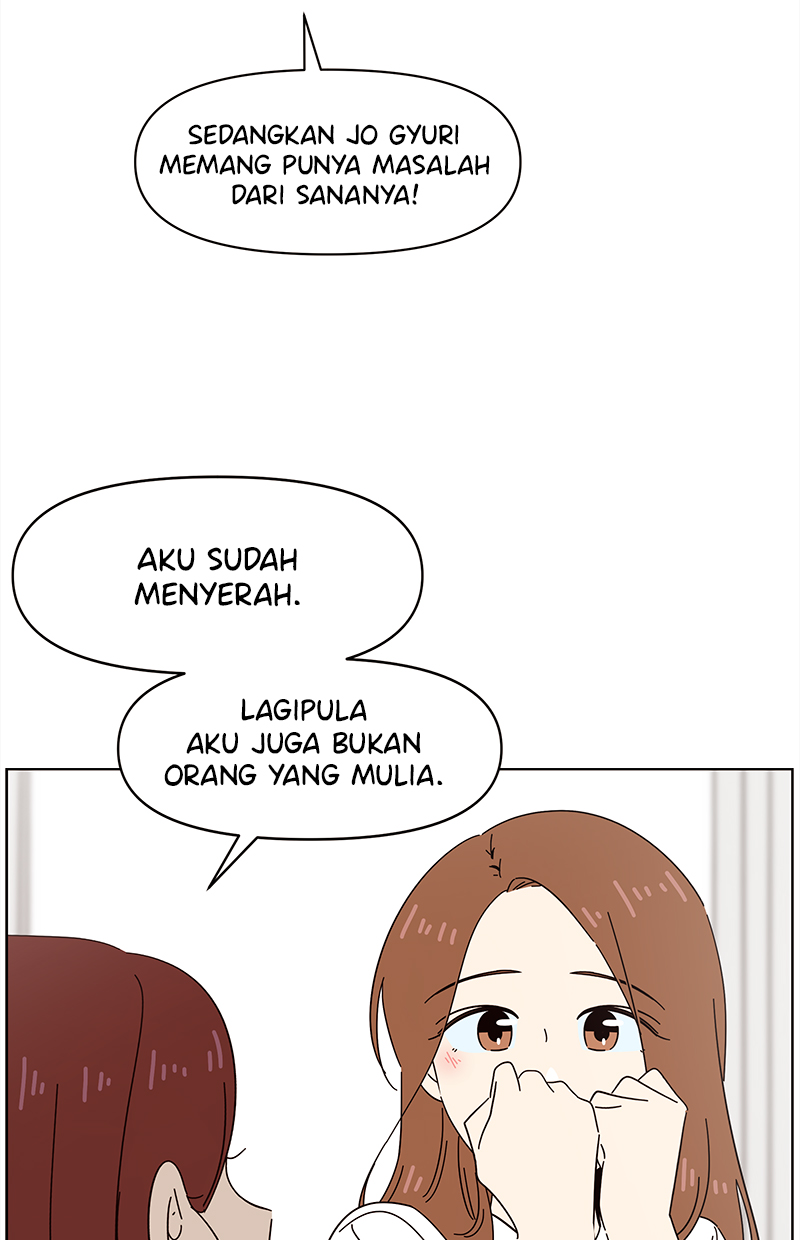 SEDANGKAN JO GYURI
MEMANG PUNYA MASALAH
DARI SANANYA!
AKU SUDAH
MENYERAH.
LAGIPULA
AKU JUGA BUKAN
ORANG YANG MULIA.